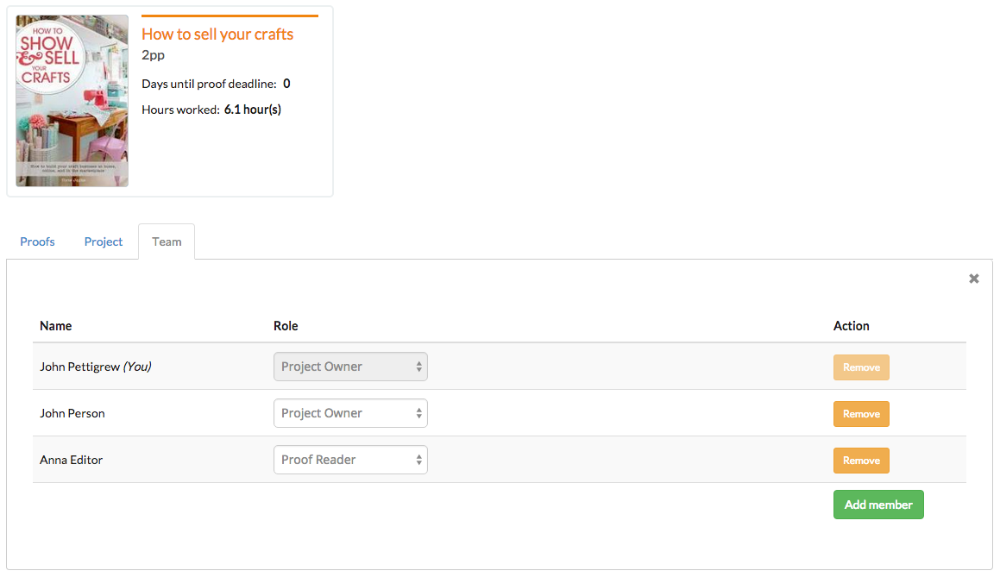 HOW TO
SHOW
& SELL
YOUR
CRAFTS
How to sell your crafts
2pp
Days until proof deadline: 0
Hours worked: 6.1 hour(s)
Proofs Project Team
Name Role Action
John Pettigrew (You) Project Owner Remove
John Person Project Owner Remove
Anna Editor Proof Reader Remove
Add member